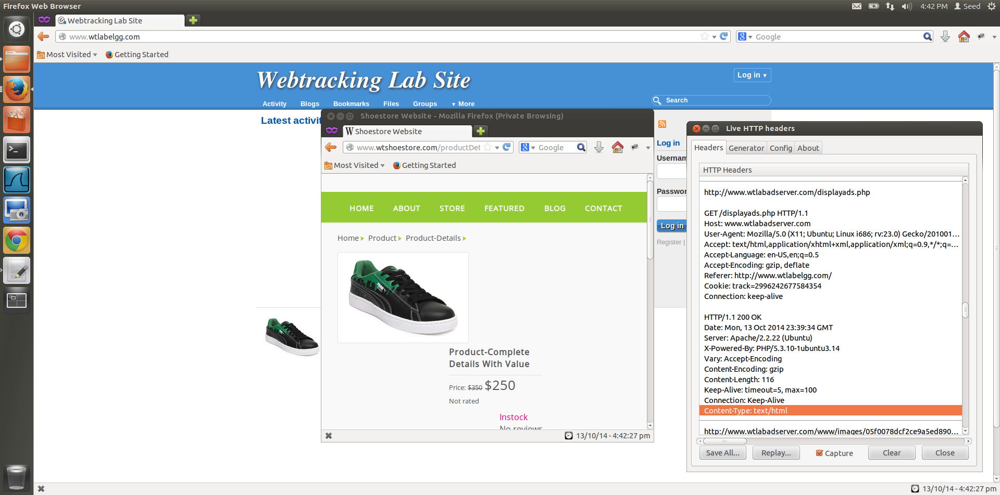 Firefox Web Browser
4:42 PM Seed
Webtracking Lab Site
www.wtlabelgg.com
Google
Most Visited Getting Started
Webtracking Lab Site
Log in
Activity Blogs Bookmarks Files Groups More
Search
Latest activit
Shoestore Website - Mozilla Firefox (Private Browsing)
Shoestore Website
www.wtshoestore.com/productDet
Google
Most Visited Getting Started
HOME ABOUT STORE FEATURED BLOG CONTACT
Home Product Product-Details
Product-Complete
Details With Value
Price: $350 $250
Not rated
Instock
No reviews
13/10/14 - 4:42:27 pm
Log in
Usernam
Passwor
Log in
Register |
Live HTTP headers
Headers Generator Config About
HTTP Headers
http://www.wtlabadserver.com/displayads.php
GET /displayads.php HTTP/1.1
Host: www.wtlabadserver.com
User-Agent: Mozilla/5.0 (X11; Ubuntu; Linux i686; rv:23.0) Gecko/201001...
Accept: text/html,application/xhtml+xml,application/xml;q=0.9,*/*;q=...
Accept-Language: en-US,en;q=0.5
Accept-Encoding: gzip, deflate
Referer: http://www.wtlabelgg.com/
Cookie: track=2996242677584354
Connection: keep-alive
HTTP/1.1 200 OK
Date: Mon, 13 Oct 2014 23:39:34 GMT
Server: Apache/2.2.22 (Ubuntu)
X-Powered-By: PHP/5.3.10-1ubuntu3.14
Vary: Accept-Encoding
Content-Encoding: gzip
Content-Length: 116
Keep-Alive: timeout=5, max=100
Connection: Keep-Alive
Content-Type: text/html
http://www.wtlabadserver.com/www/images/05f0078dcf2ce9a5ed890...
Save All... Replay... Capture Clear Close
13/10/14 - 4:42:27 pm